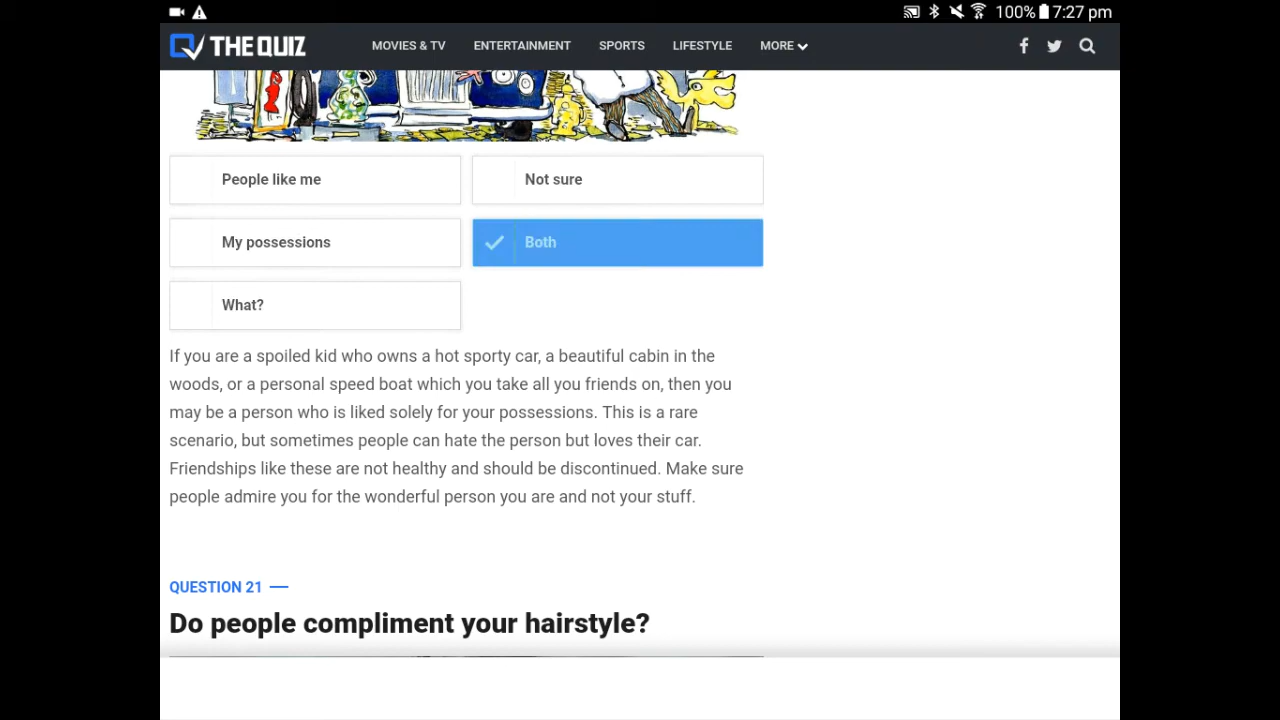 100% 7:27 pm
THE QUIZ MOVIES & TV ENTERTAINMENT SPORTS LIFESTYLE MORE
People like me Not sure
My possessions Both
What?
If you are a spoiled kid who owns a hot sporty car, a beautiful cabin in the
woods, or a personal speed boat which you take all you friends on, then you
may be a person who is liked solely for your possessions. This is a rare
scenario, but sometimes people can hate the person but loves their car.
Friendships like these are not healthy and should be discontinued. Make sure
people admire you for the wonderful person you are and not your stuff.
QUESTION 21
Do people compliment your hairstyle?